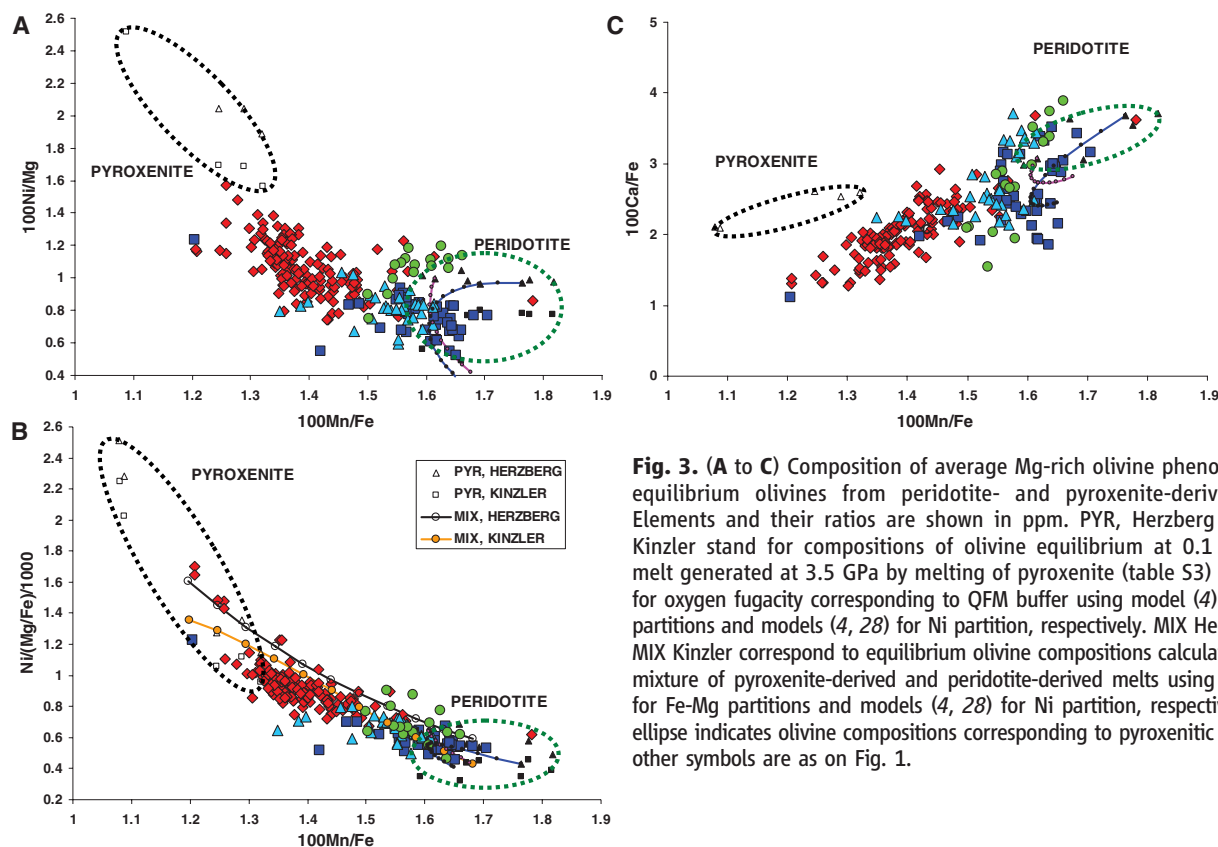 A
100Ni/Mg
2.6
2.4
2.2
2
1.8
1.6
1.4
1.2
1
0.8
0.6
0.4
PYROXENITE
PERIDOTITE
1 1.1 1.2 1.3 1.4 1.5 1.6 1.7 1.8 1.9
100Mn/Fe
C
100Ca/Fe
5
4
3
2
1
0
PYROXENITE
PERIDOTITE
1 1.1 1.2 1.3 1.4 1.5 1.6 1.7 1.8 1.9
100Mn/Fe
B
Ni/(Mg/Fe)/1000
2.6
2.4
2.2
2
1.8
1.6
1.4
1.2
1
0.8
0.6
0.4
0.2
PYROXENITE
PYR, HERZBERG
PYR, KINZLER
MIX, HERZBERG
MIX, KINZLER
PERIDOTITE
1 1.1 1.2 1.3 1.4 1.5 1.6 1.7 1.8 1.9
100Mn/Fe
Fig. 3. (A to C) Composition of average Mg-rich olivine pheno
equilibrium olivines from peridotite- and pyroxenite-deriv
Elements and their ratios are shown in ppm. PYR, Herzberg
Kinzler stand for compositions of olivine equilibrium at 0.1
melt generated at 3.5 GPa by melting of pyroxenite (table S3)
for oxygen fugacity corresponding to QFM buffer using model (4)
partitions and models (4, 28) for Ni partition, respectively. MIX He
MIX Kinzler correspond to equilibrium olivine compositions calcula
mixture of pyroxenite-derived and peridotite-derived melts using
for Fe-Mg partitions and models (4, 28) for Ni partition, respecti
ellipse indicates olivine compositions corresponding to pyroxenitic
other symbols are as on Fig. 1.